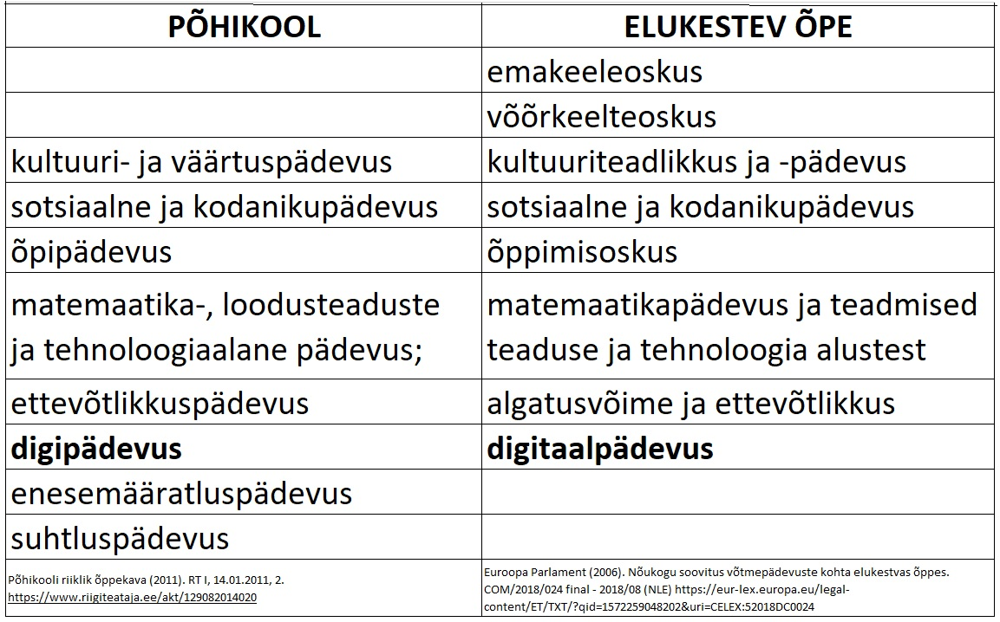 PÕHIKOOL
ELUKESTEV ÕPE
emakeeleoskus
võõrkeelteoskus
kultuuri- ja väärtuspädevus
kultuuriteadlikkus ja -pädevus
sotsiaalne ja kodanikupädevus
sotsiaalne ja kodanikupädevus
õpipädevus
õppimisoskus
matemaatika-, loodusteaduste
ja tehnoloogiaalane pädevus;
matemaatikapädevus ja teadmised
teaduse ja tehnoloogia alustest
ettevõtlikkuspädevus
algatusvõime ja ettevõtlikkus
digipädevus
digitaalpädevus
enesemääratluspädevus
suhtluspädevus
Põhikooli riiklik õppekava (2011). RT I, 14.01.2011, 2.
https://www.riigiteataja.ee/akt/129082014020
Euroopa Parlament (2006). Nõukogu soovitus võtmepädevuste kohta elukestvas õppes.
COM/2018/024 final - 2018/08 (NLE) https://eur-lex.europa.eu/legal-
content/ET/TXT/?qid=1572259048202&uri=CELEX:52018DC0024